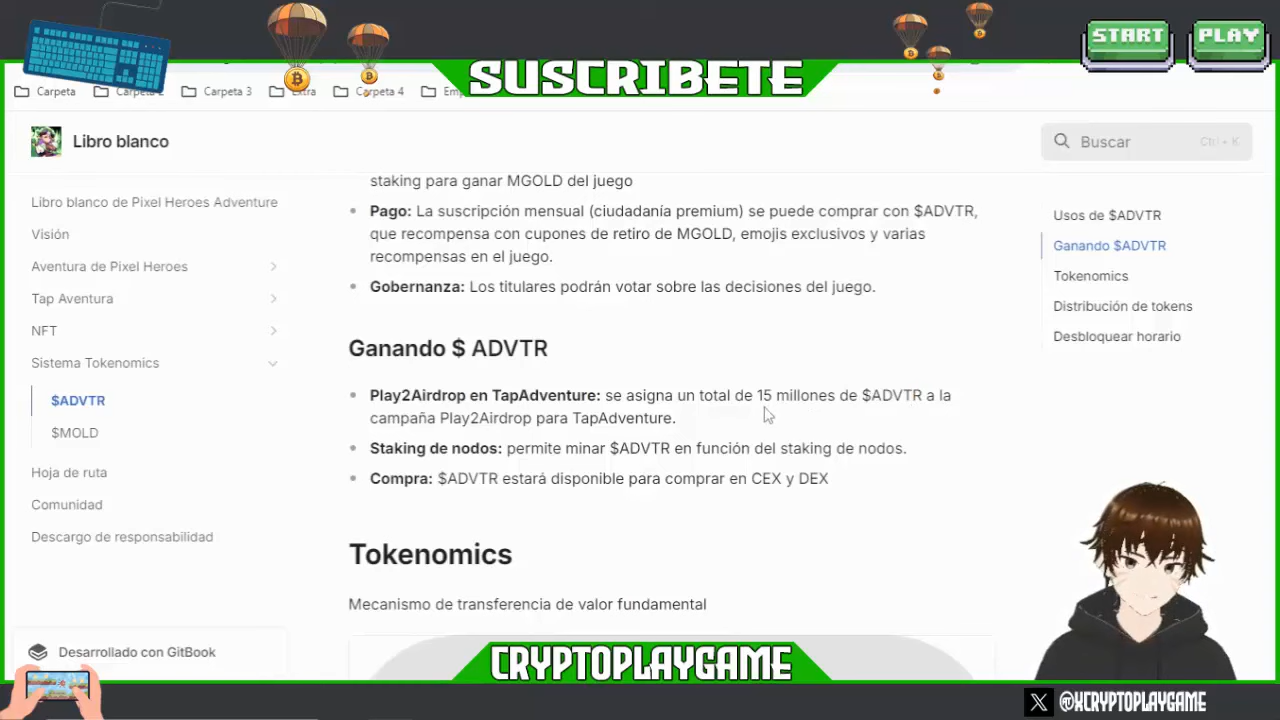 START
PLAY
SUSCRIBETE
Carpeta
Carpeta 2
Carpeta 3
Extra
Carpeta 4
Libro blanco
Buscar
Ctrl + K
staking para ganar MGOLD del juego
Libro blanco de Pixel Heroes Adventure
Visión
Aventura de Pixel Heroes
Tap Aventura
NFT
Sistema Tokenomics
$ADVTR
$MOLD
Hoja de ruta
Comunidad
Descargo de responsabilidad
Desarrollado con GitBook
Pago: La suscripción mensual (ciudadanía premium) se puede comprar con $ADVTR,
que recompensa con cupones de retiro de MGOLD, emojis exclusivos y varias
recompensas en el juego.
Gobernanza: Los titulares podrán votar sobre las decisiones del juego.
Ganando $ ADVTR
Play2Airdrop en TapAdventure: se asigna un total de 15 millones de $ADVTR a la
campaña Play2Airdrop para TapAdventure.
Staking de nodos: permite minar $ADVTR en función del staking de nodos.
Compra: $ADVTR estará disponible para comprar en CEX y DEX
Tokenomics
Mecanismo de transferencia de valor fundamental
Usos de $ADVTR
Ganando $ADVTR
Tokenomics
Distribución de tokens
Desbloquear horario
CRYPTOPLAYGAME
@XCRYPTOPLAYGAME